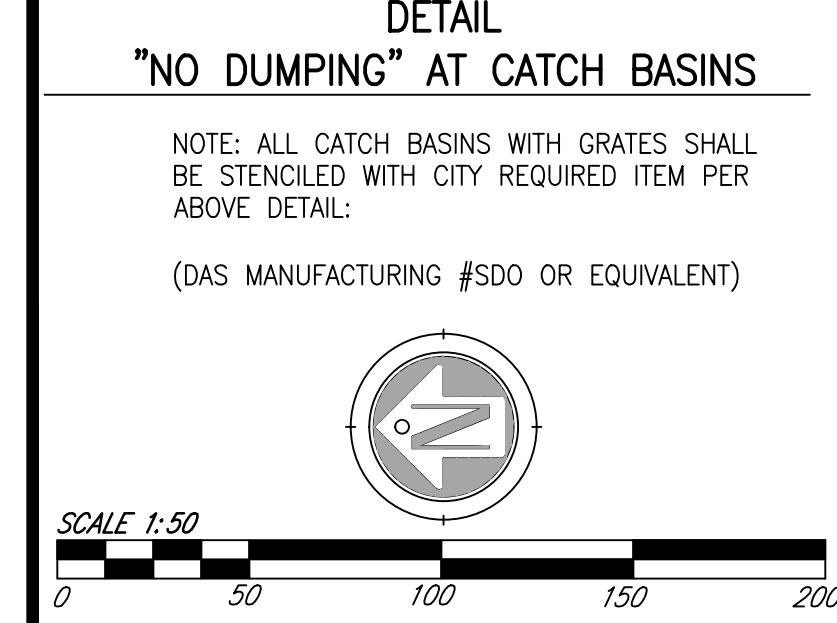 DETAIL
"NO DUMPING" AT CATCH BASINS
NOTE: ALL CATCH BASINS WITH GRATES SHALL
BE STENCILED WITH CITY REQUIRED ITEM PER
ABOVE DETAIL:
(DAS MANUFACTURING #SDO OR EQUIVALENT)
N
SCALE 1:50
0 50 100 150 200